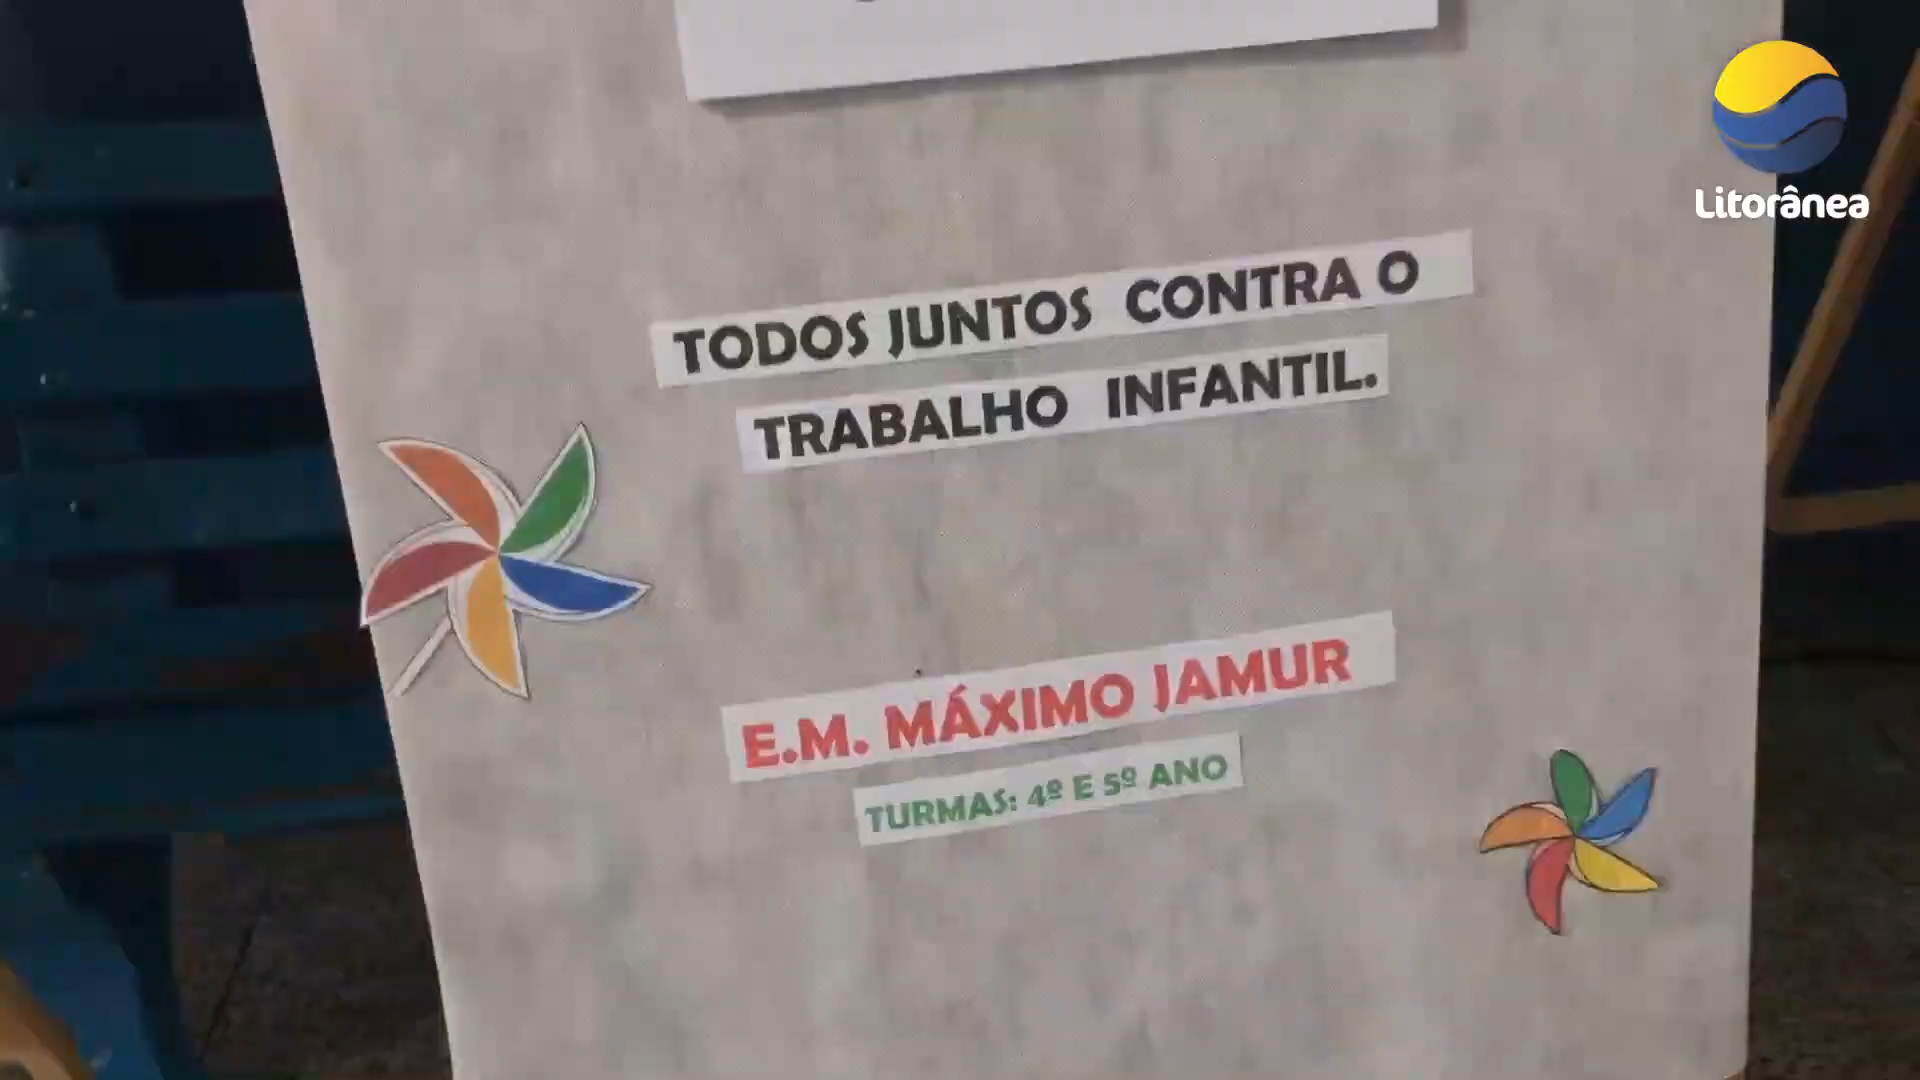 Litorânea
TODOS JUNTOS CONTRA O
TRABALHO INFANTIL.
E.M. MÁXIMO JAMUR
TURMAS: 4º E 5º ANO